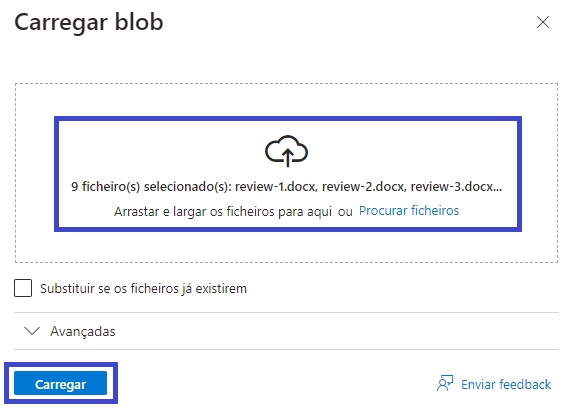 Carregar blob
9 ficheiro(s) selecionado(s): review-1.docx, review-2.docx, review-3.docx...
Arrastar e largar os ficheiros para aqui ou Procurar ficheiros
Substituir se os ficheiros já existirem
Avançadas
Carregar
Enviar feedback